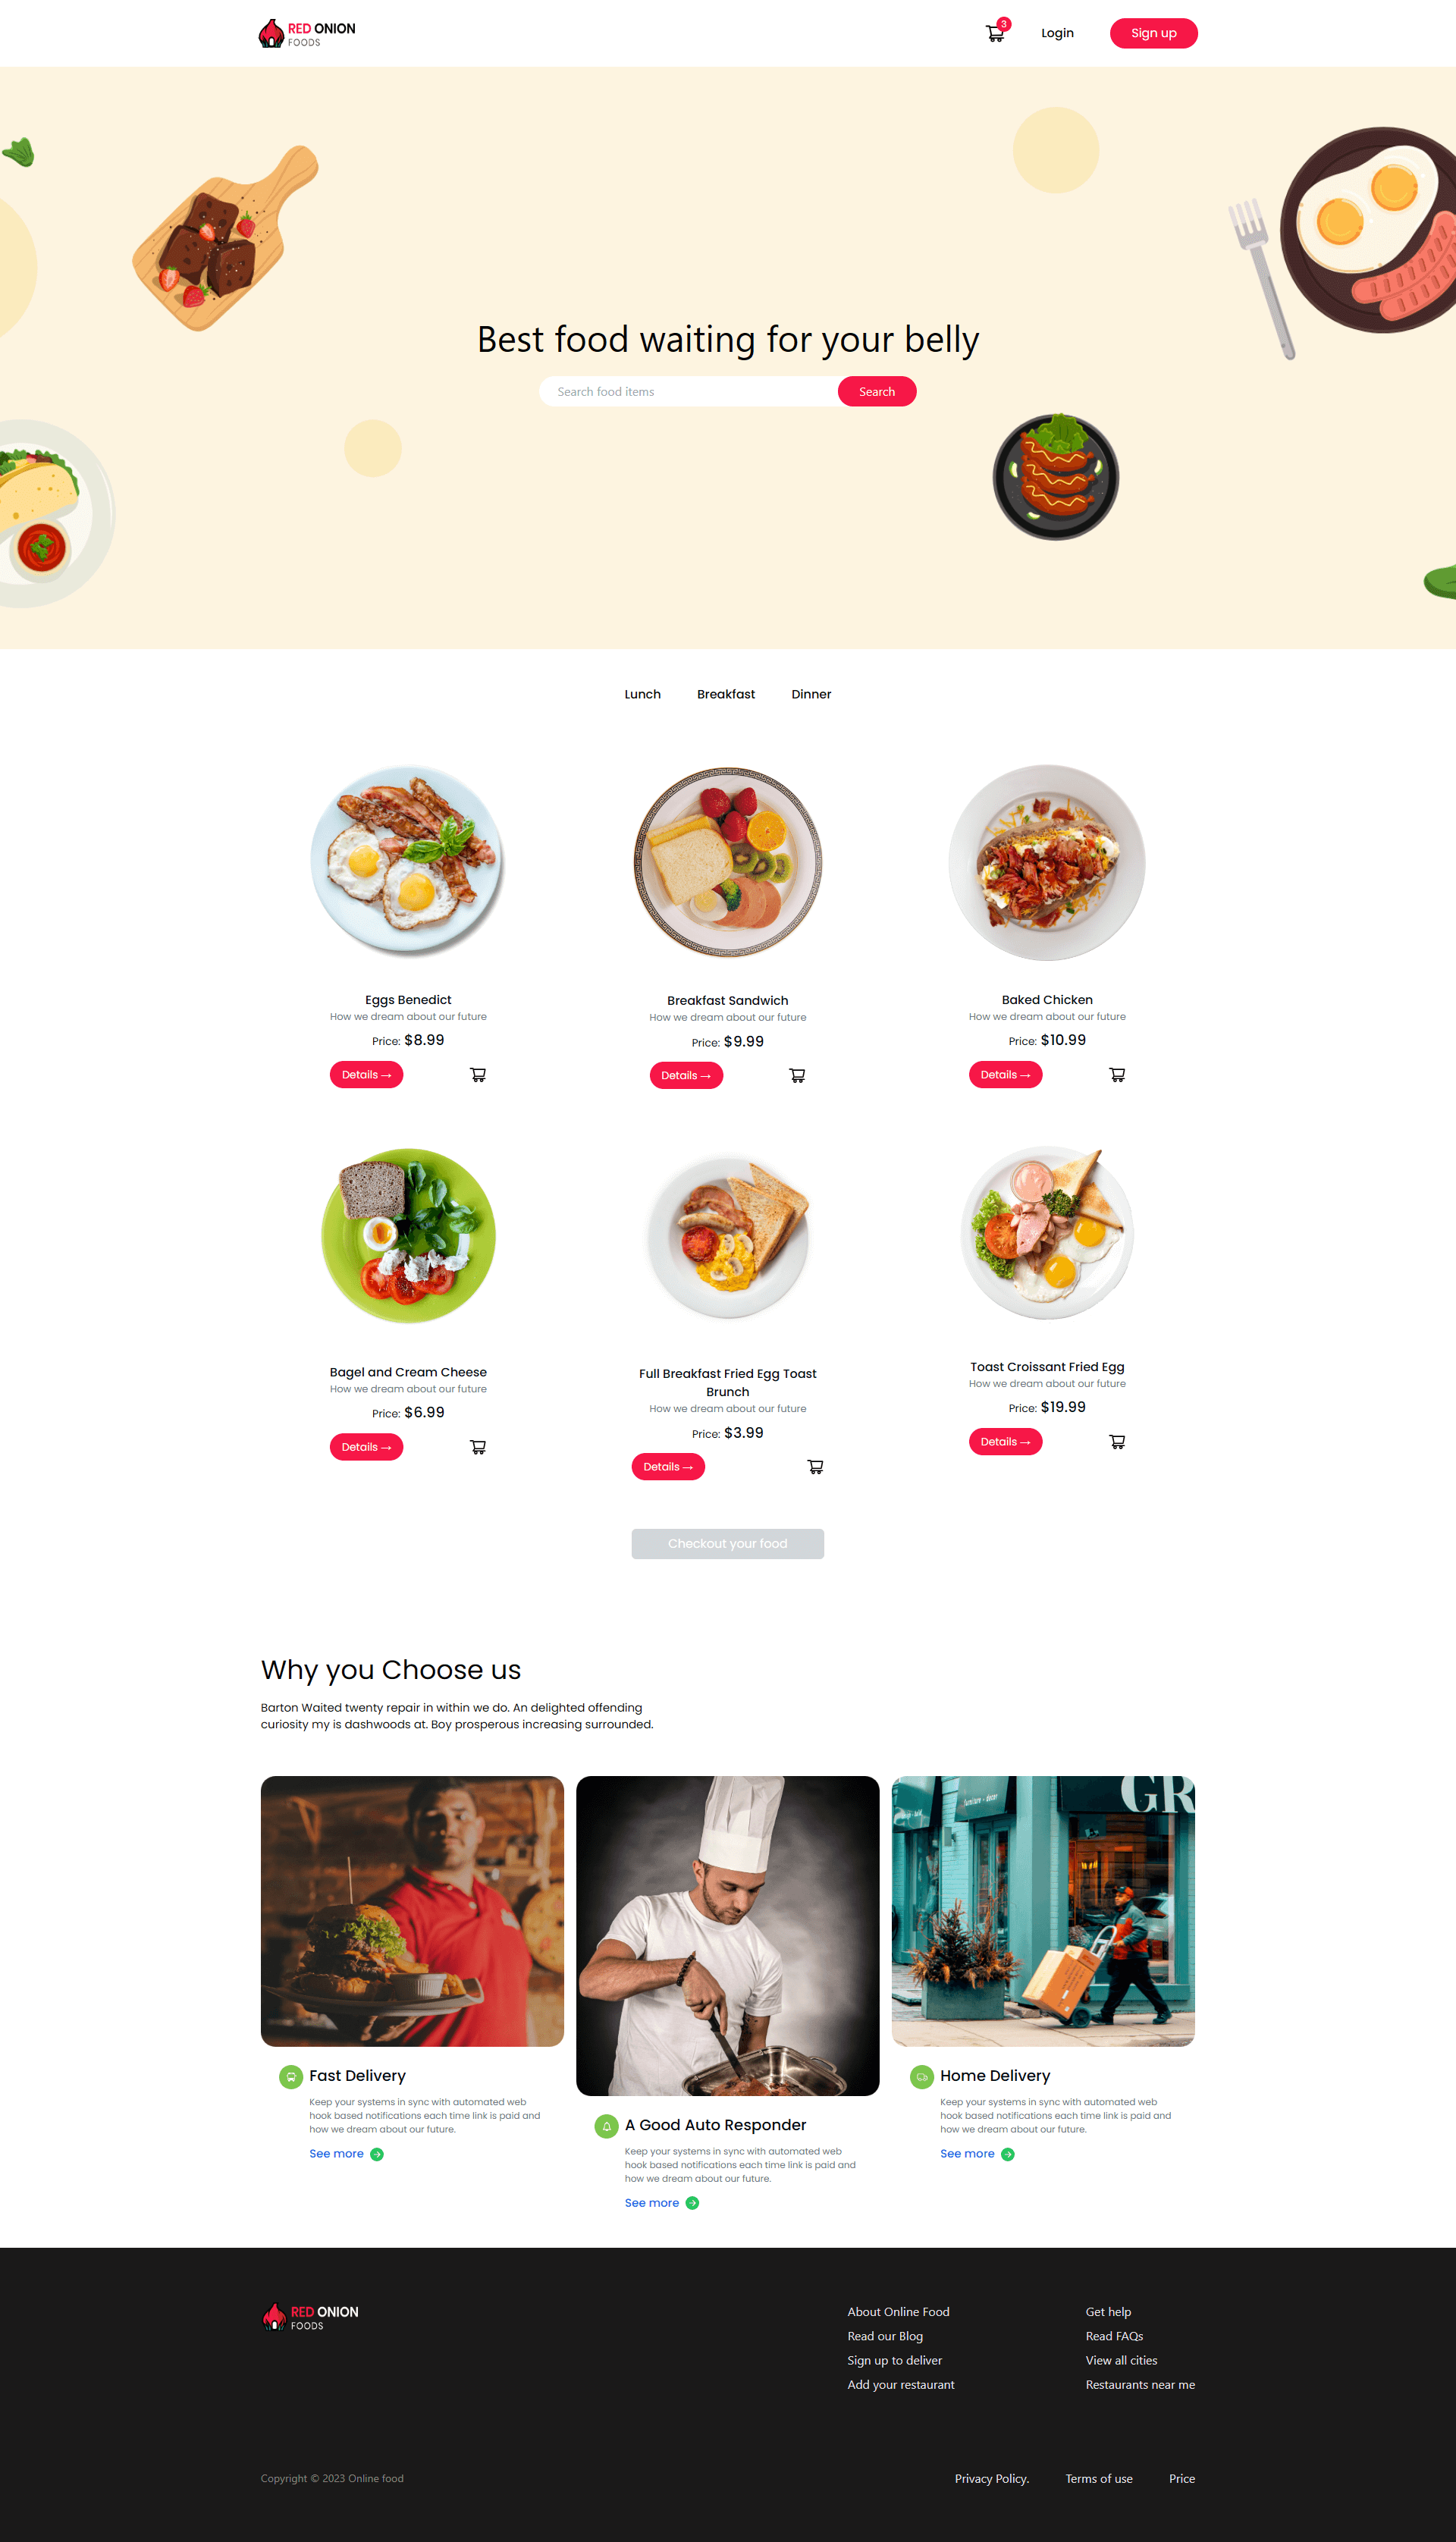 RED ONION
FOODS
3
Login
Sign up
Best food waiting for your belly
Search food items
Search
Lunch
Breakfast
Dinner
Eggs Benedict
How we dream about our future
Price: $8.99
Details →
Breakfast Sandwich
How we dream about our future
Price: $9.99
Details →
Baked Chicken
How we dream about our future
Price: $10.99
Details →
Bagel and Cream Cheese
How we dream about our future
Price: $6.99
Details →
Full Breakfast Fried Egg Toast
Brunch
How we dream about our future
Price: $3.99
Details →
Toast Croissant Fried Egg
How we dream about our future
Price: $19.99
Details →
Checkout your food
Why you Choose us
Barton Waited twenty repair in within we do. An delighted offending
curiosity my is dashwoods at. Boy prosperous increasing surrounded.
furniture - decor
GR
Fast Delivery
Keep your systems in sync with automated web
hook based notifications each time link is paid and
how we dream about our future.
See more
A Good Auto Responder
Keep your systems in sync with automated web
hook based notifications each time link is paid and
how we dream about our future.
See more
Home Delivery
Keep your systems in sync with automated web
hook based notifications each time link is paid and
how we dream about our future.
See more
RED ONION
FOODS
About Online Food
Read our Blog
Sign up to deliver
Add your restaurant
Get help
Read FAQs
View all cities
Restaurants near me
Copyright © 2023 Online food
Privacy Policy.
Terms of use
Price